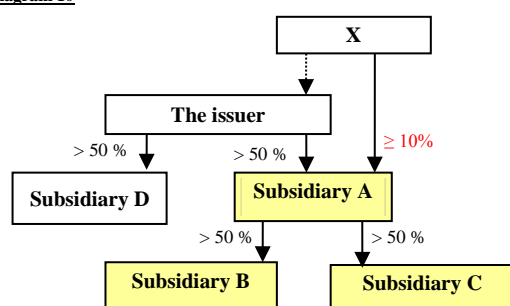 X
The issuer
> 50 %
> 50 %
≥ 10%
Subsidiary D
Subsidiary A
> 50 %
> 50 %
Subsidiary B
Subsidiary C